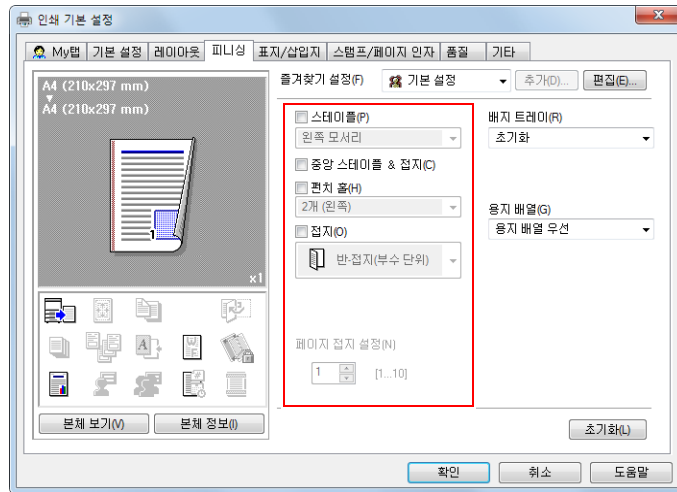 인쇄 기본 설정
My탭 기본 설정 레이아웃 피니싱 표지/삽입지 스탬프/페이지 인자 품질 기타
A4 (210x297 mm)
A4 (210x297 mm)
1
x1
본체 보기(V) 본체 정보(I)
즐겨찾기 설정(F) 기본 설정 추가(D)... 편집(E)...
스테이플(P)
왼쪽 모서리
중앙 스테이플 & 접지(C)
펀치 홀(H)
2개 (왼쪽)
접지(O)
반-접지(부수 단위)
페이지 접지 설정(N)
1 [1...10]
배지 트레이(R)
초기화
용지 배열(G)
용지 배열 우선
초기화(L)
확인 취소 도움말